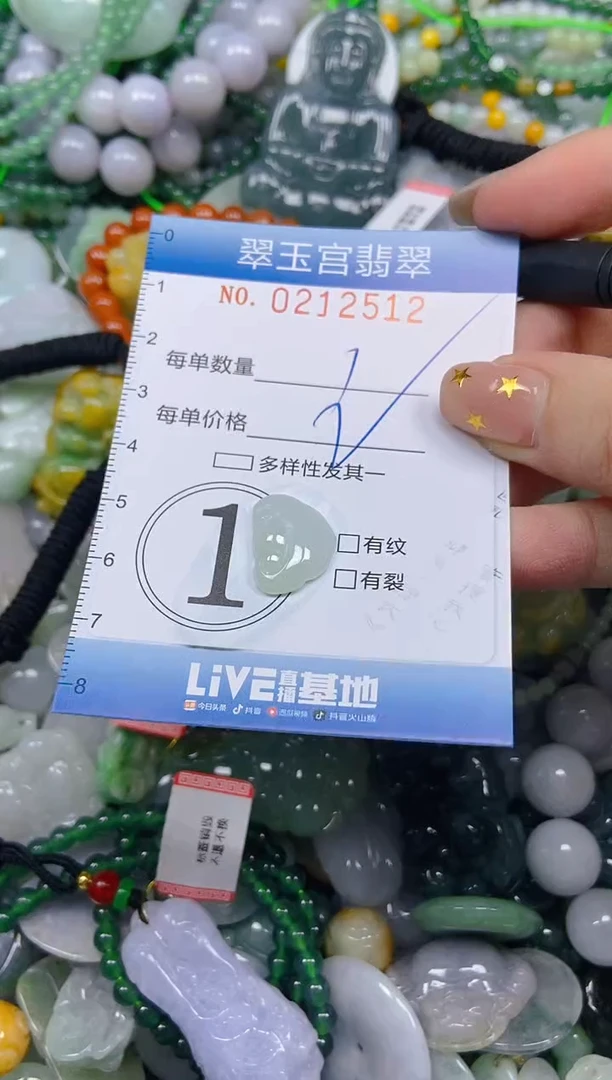 0
翠玉宫翡翠
NO. 0212512
1
2
每单数量 1
3
每单价格 2
4
多样性发其一
5
1
有纹
6
有裂
7
LiVE直播基地
8
今日头条 抖音 西瓜视频 抖音火山版